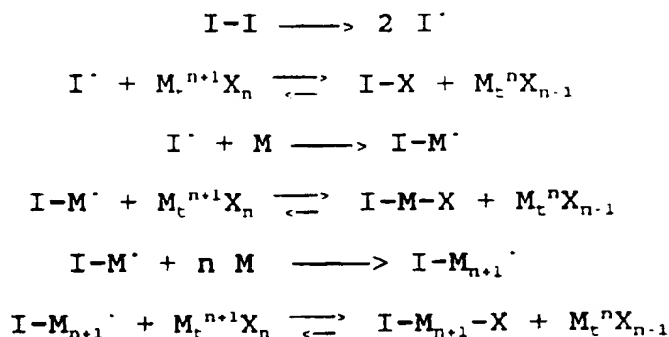 I-I ⟶ 2 I˙
I˙ + Mₜⁿ⁺¹Xₙ ⇌ I-X + MₜⁿXₙ₋₁
I˙ + M ⟶ I-M˙
I-M˙ + Mₜⁿ⁺¹Xₙ ⇌ I-M-X + MₜⁿXₙ₋₁
I-M˙ + n M ⟶ I-Mₙ₊₁˙
I-Mₙ₊₁˙ + Mₜⁿ⁺¹Xₙ ⇌ I-Mₙ₊₁-X + MₜⁿXₙ₋₁